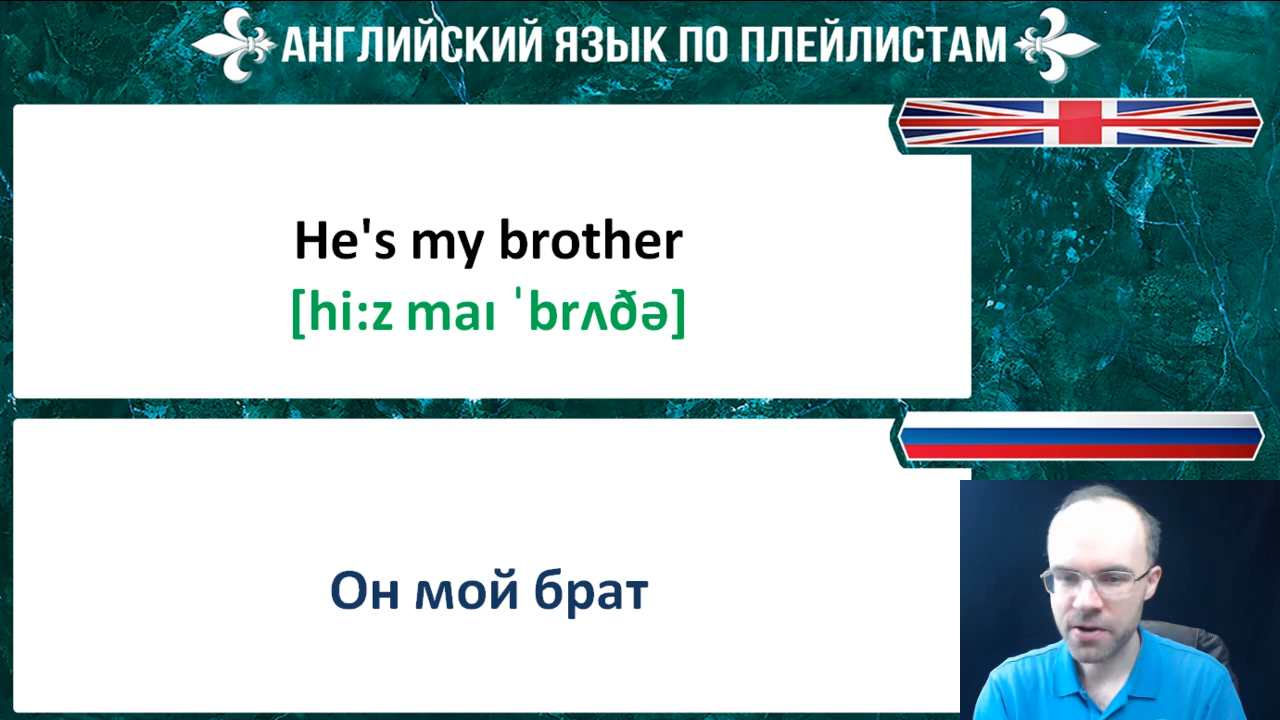 АНГЛИЙСКИЙ ЯЗЫК ПО ПЛЕЙЛИСТАМ
He's my brother
[hi:z maɪ ˈbrʌðə]
Он мой брат